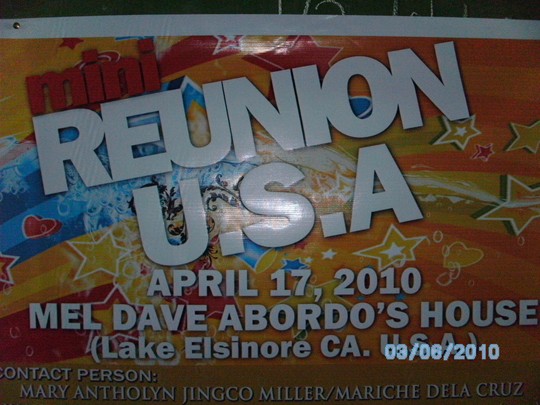 mini
REUNION
U.S.A
APRIL 17, 2010
MEL DAVE ABORDO'S HOUSE
(Lake Elsinore CA. U.S.A.)
03/06/2010
CONTACT PERSON:
MARY ANTHOLYN JINGCO MILLER/MARICHE DELA CRUZ